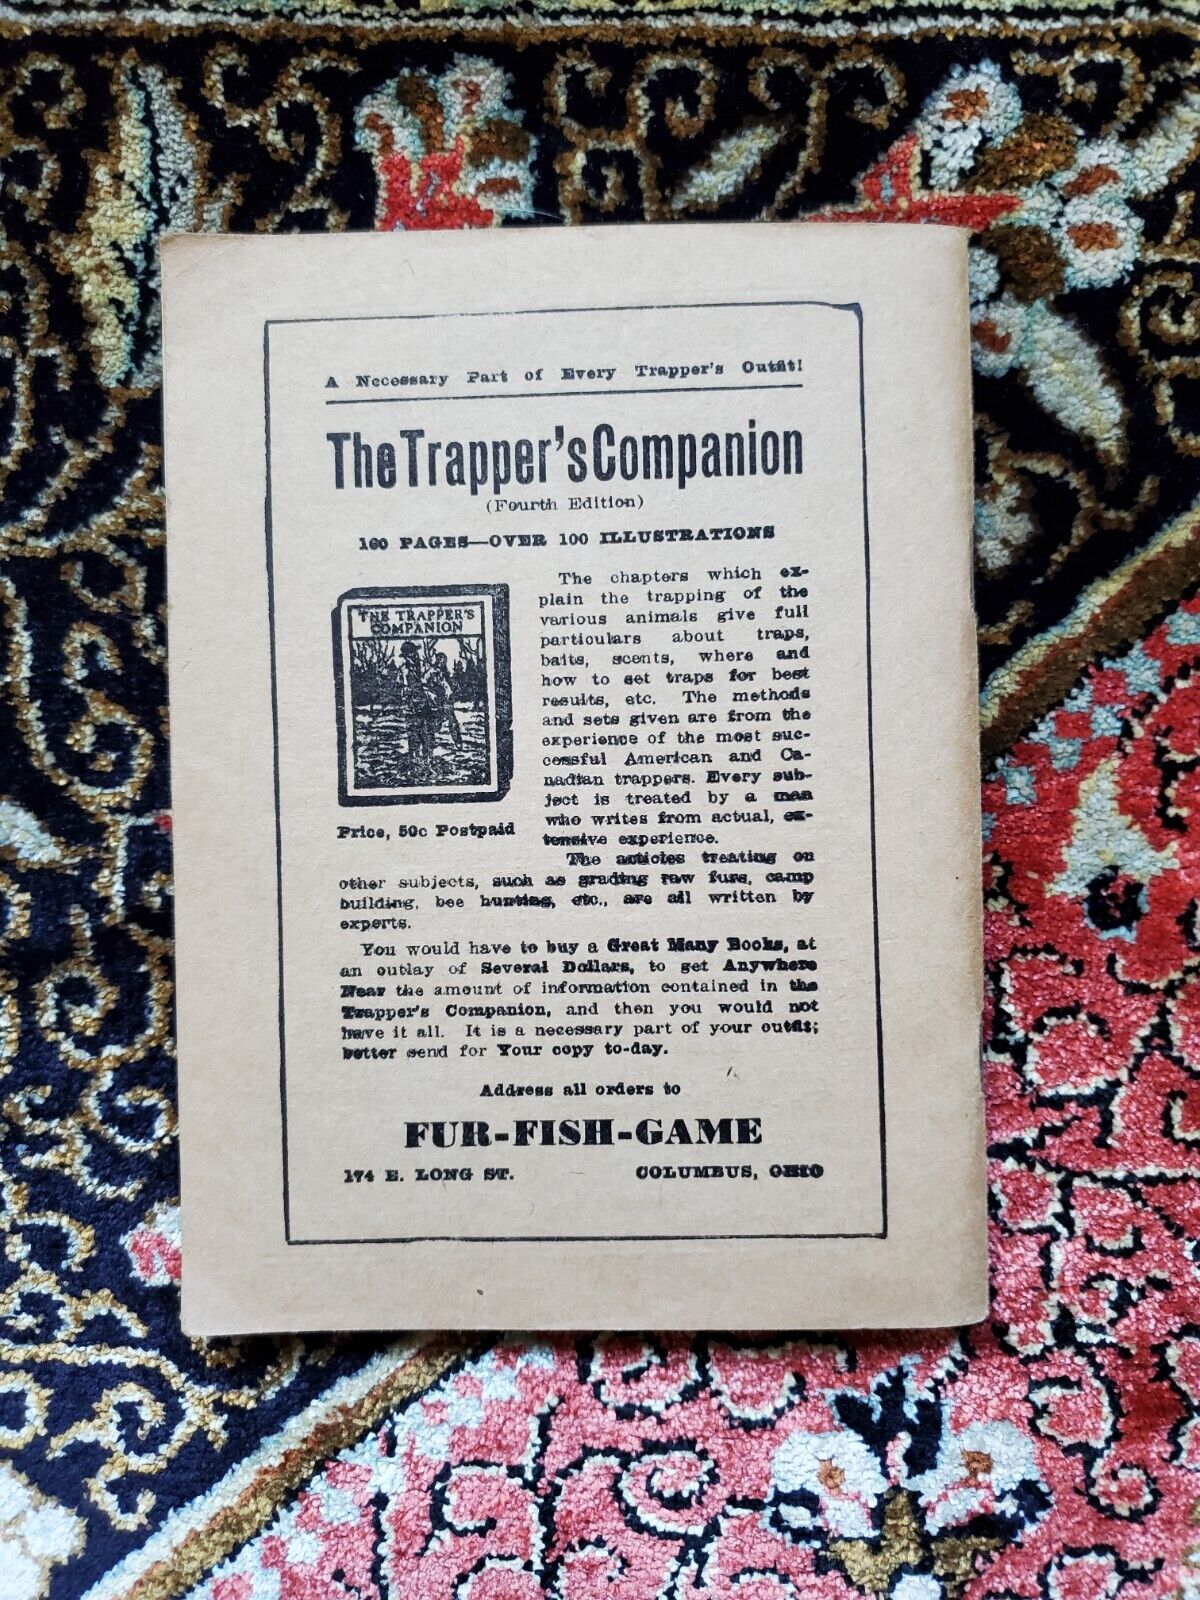 A Necessary Part of Every Trapper's Outfit!
The Trapper's Companion
(Fourth Edition)
160 PAGES—OVER 100 ILLUSTRATIONS
THE TRAPPER'S
COMPANION
Price, 50c Postpaid
The chapters which ex-
plain the trapping of the
various animals give full
particulars about traps,
baits, scents, where and
how to set traps for best
results, etc. The methods
and sets given are from the
experience of the most suc-
cessful American and Ca-
nadian trappers. Every sub-
ject is treated by a man
who writes from actual, ex-
tensive experience.
The articles treating on
other subjects, such as grading raw furs, camp
building, bee hunting, etc., are all written by
experts.
You would have to buy a Great Many Books, at
an outlay of Several Dollars, to get Anywhere
Near the amount of information contained in the
Trapper's Companion, and then you would not
have it all. It is a necessary part of your outfit;
better send for Your copy to-day.
Address all orders to
FUR-FISH-GAME
174 E. LONG ST. COLUMBUS, OHIO